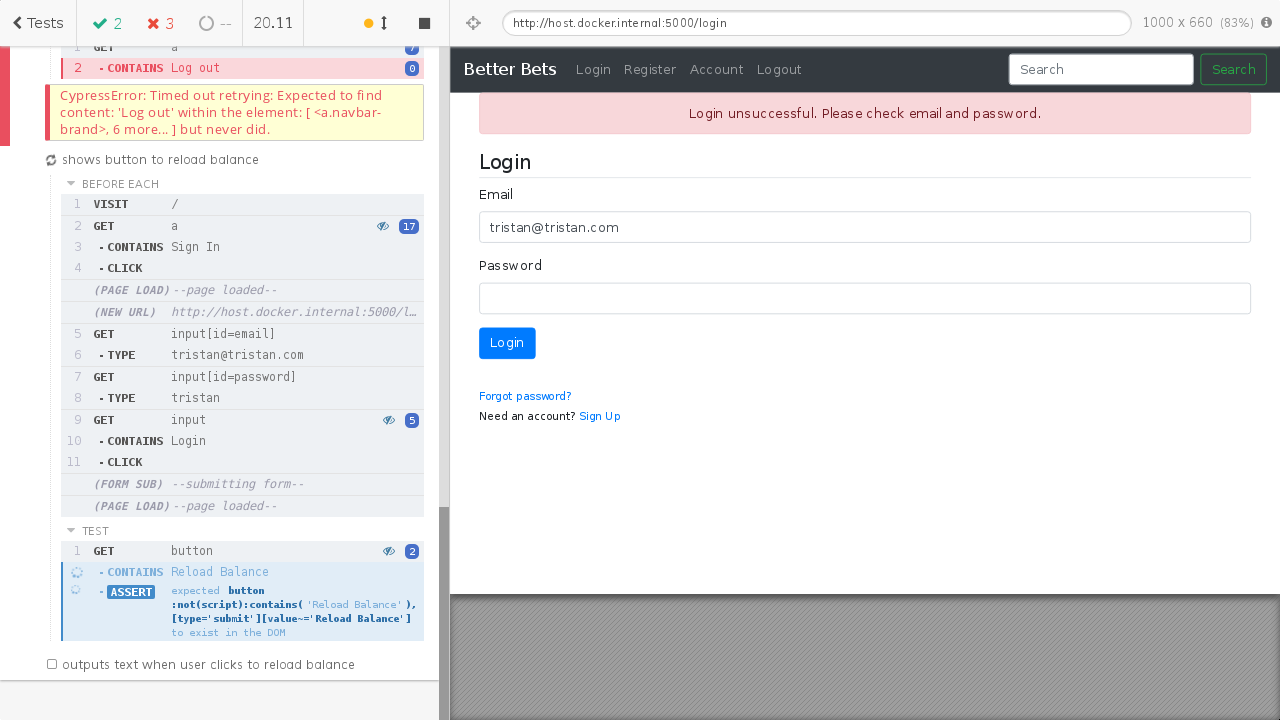 Tests
2
3
--
20.11
http://host.docker.internal:5000/login
1000 x 660 (83%)
1 GET a 7
2 - CONTAINS Log out 0
CypressError: Timed out retrying: Expected to find
content: 'Log out' within the element: [ <a.navbar-
brand>, 6 more... ] but never did.
shows button to reload balance
BEFORE EACH
1 VISIT /
2 GET a 17
3 - CONTAINS Sign In
4 - CLICK
(PAGE LOAD) --page loaded--
(NEW URL) http://host.docker.internal:5000/l…
5 GET input[id=email]
6 - TYPE tristan@tristan.com
7 GET input[id=password]
8 - TYPE tristan
9 GET input 5
10 - CONTAINS Login
11 - CLICK
(FORM SUB) --submitting form--
(PAGE LOAD) --page loaded--
TEST
1 GET button 2
- CONTAINS Reload Balance
- ASSERT expected button
:not(script):contains('Reload Balance'),
[type='submit'][value~='Reload Balance']
to exist in the DOM
outputs text when user clicks to reload balance
Better Bets Login Register Account Logout Search Search
Login unsuccessful. Please check email and password.
Login
Email
tristan@tristan.com
Password
Login
Forgot password?
Need an account? Sign Up